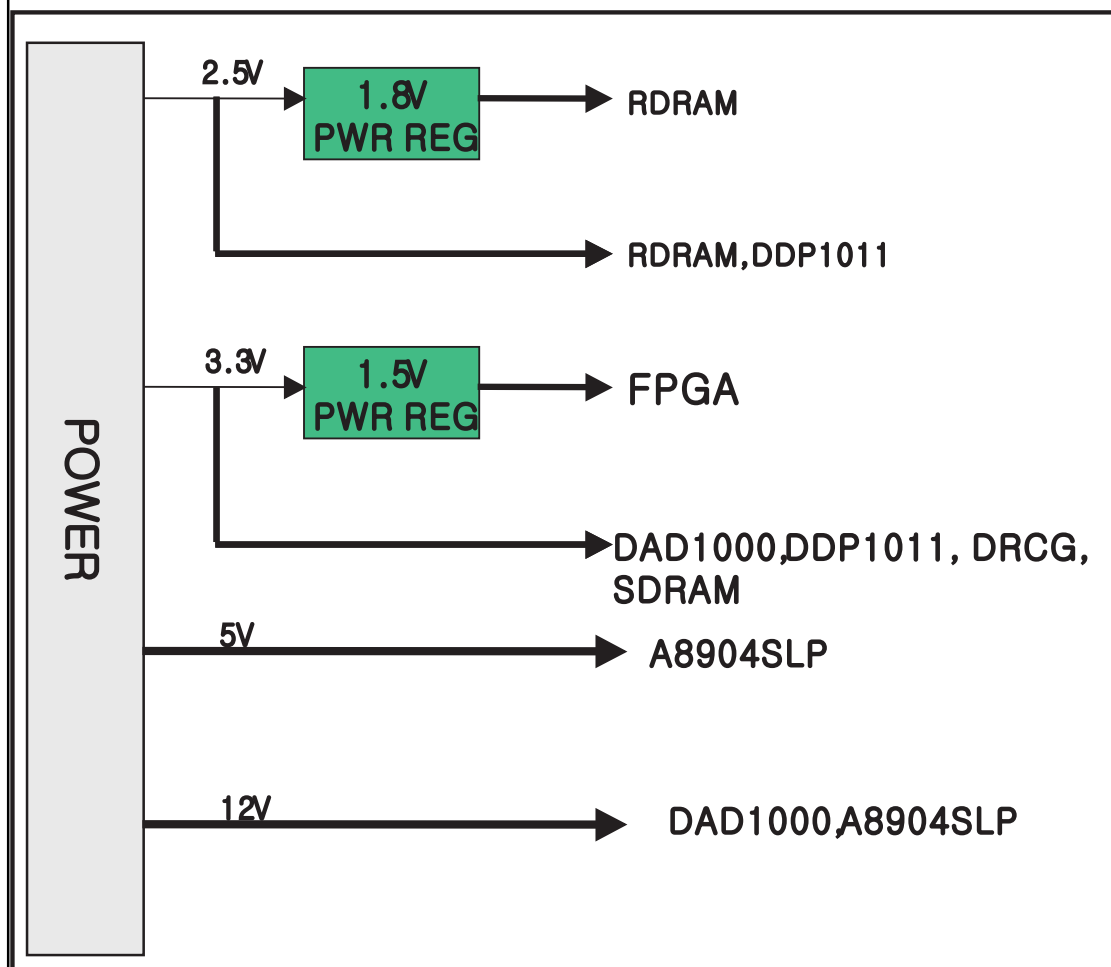 2.5V
1.8V
PWR REG
RDRAM
RDRAM,DDP1011
3.3V
1.5V
PWR REG
FPGA
POWER
DAD1000,DDP1011, DRCG,
SDRAM
5V
A8904SLP
12V
DAD1000,A8904SLP